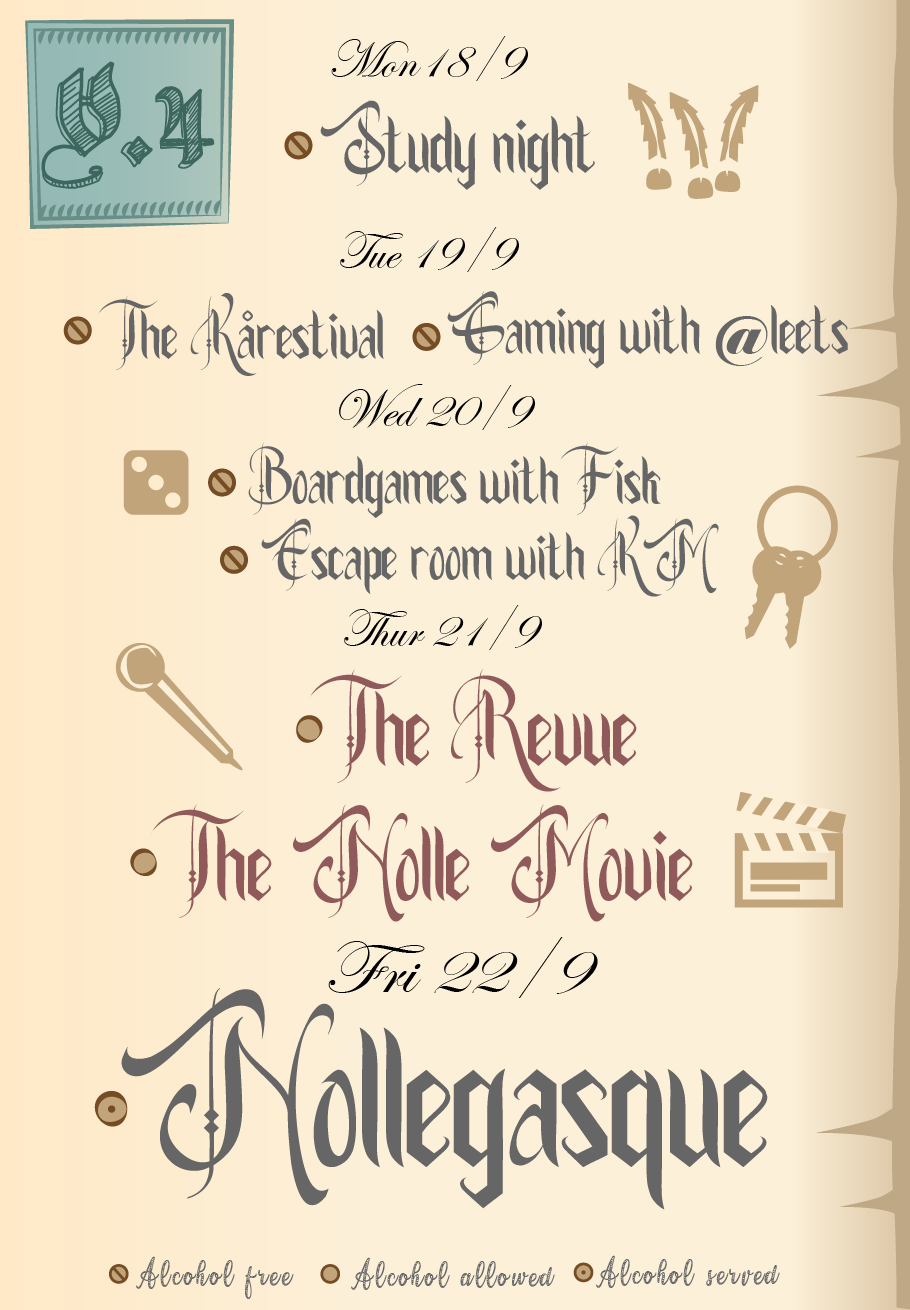 V.4
Mon 18/9
Study night
Tue 19/9
The Kårestival Gaming with @leets
Wed 20/9
Boardgames with Fisk
Escape room with KM
Thur 21/9
The Revue
The Nolle Movie
Fri 22/9
Nollegasque
Alcohol free Alcohol allowed Alcohol served